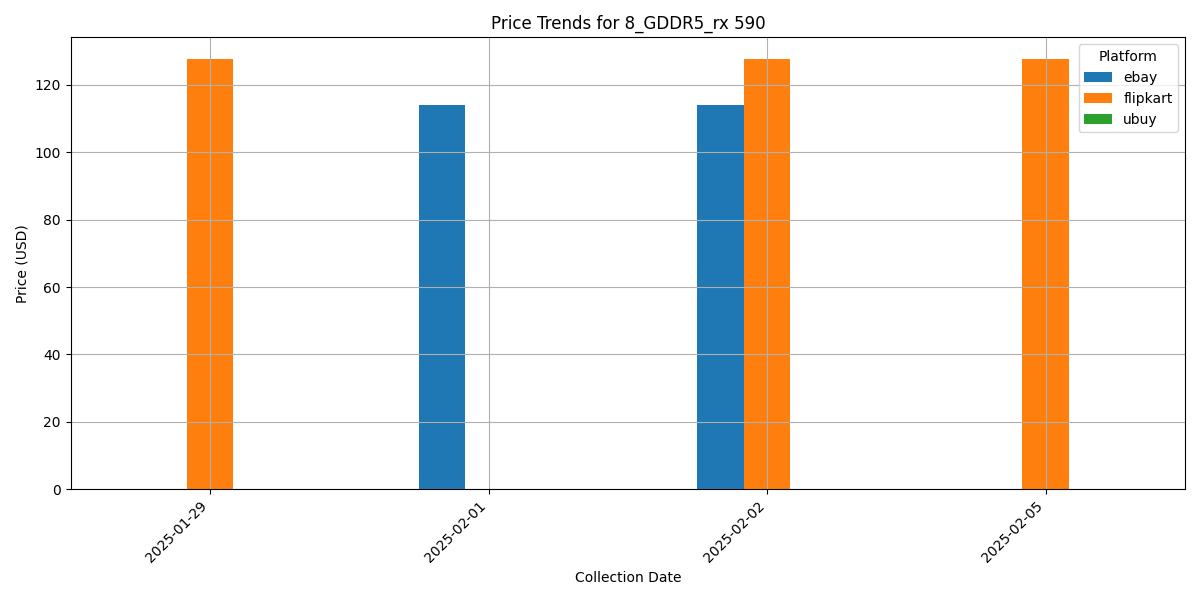 Price Trends for 8_GDDR5_rx 590
Platform
ebay
flipkart
ubuy
Price (USD)
120
100
80
60
40
20
0
2025-01-29
2025-02-01
2025-02-02
2025-02-05
Collection Date